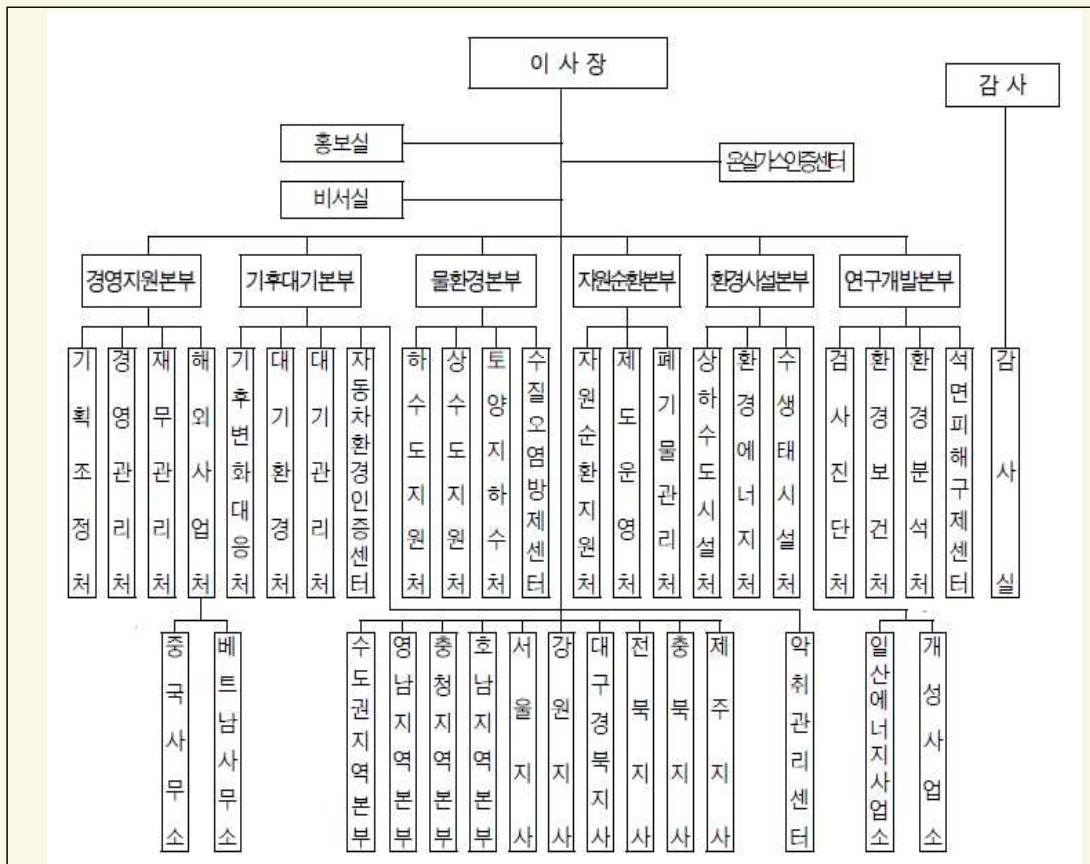 이 사 장
감 사
홍보실
온실가스인증센터
비서실
경영지원본부
기후대기본부
물환경본부
자원순환본부
환경시설본부
연구개발본부
기획조정처
경영관리처
재무관리처
해외사업처
기후변화대응처
대기환경처
대기관리처
자동차환경인증센터
하수도지원처
상수도지원처
토양지하수처
수질오염방제센터
자원순환지원처
제도운영처
폐기물관리처
상하수도시설처
환경에너지처
수생태시설처
검사진단처
환경보건처
환경분석처
석면피해구제센터
감사실
중국사무소
베트남사무소
수도권지역본부
영남지역본부
충청지역본부
호남지역본부
서울지사
강원지사
대구경북지사
전북지사
충북지사
제주지사
악취관리센터
일산에너지사업소
개성사업소